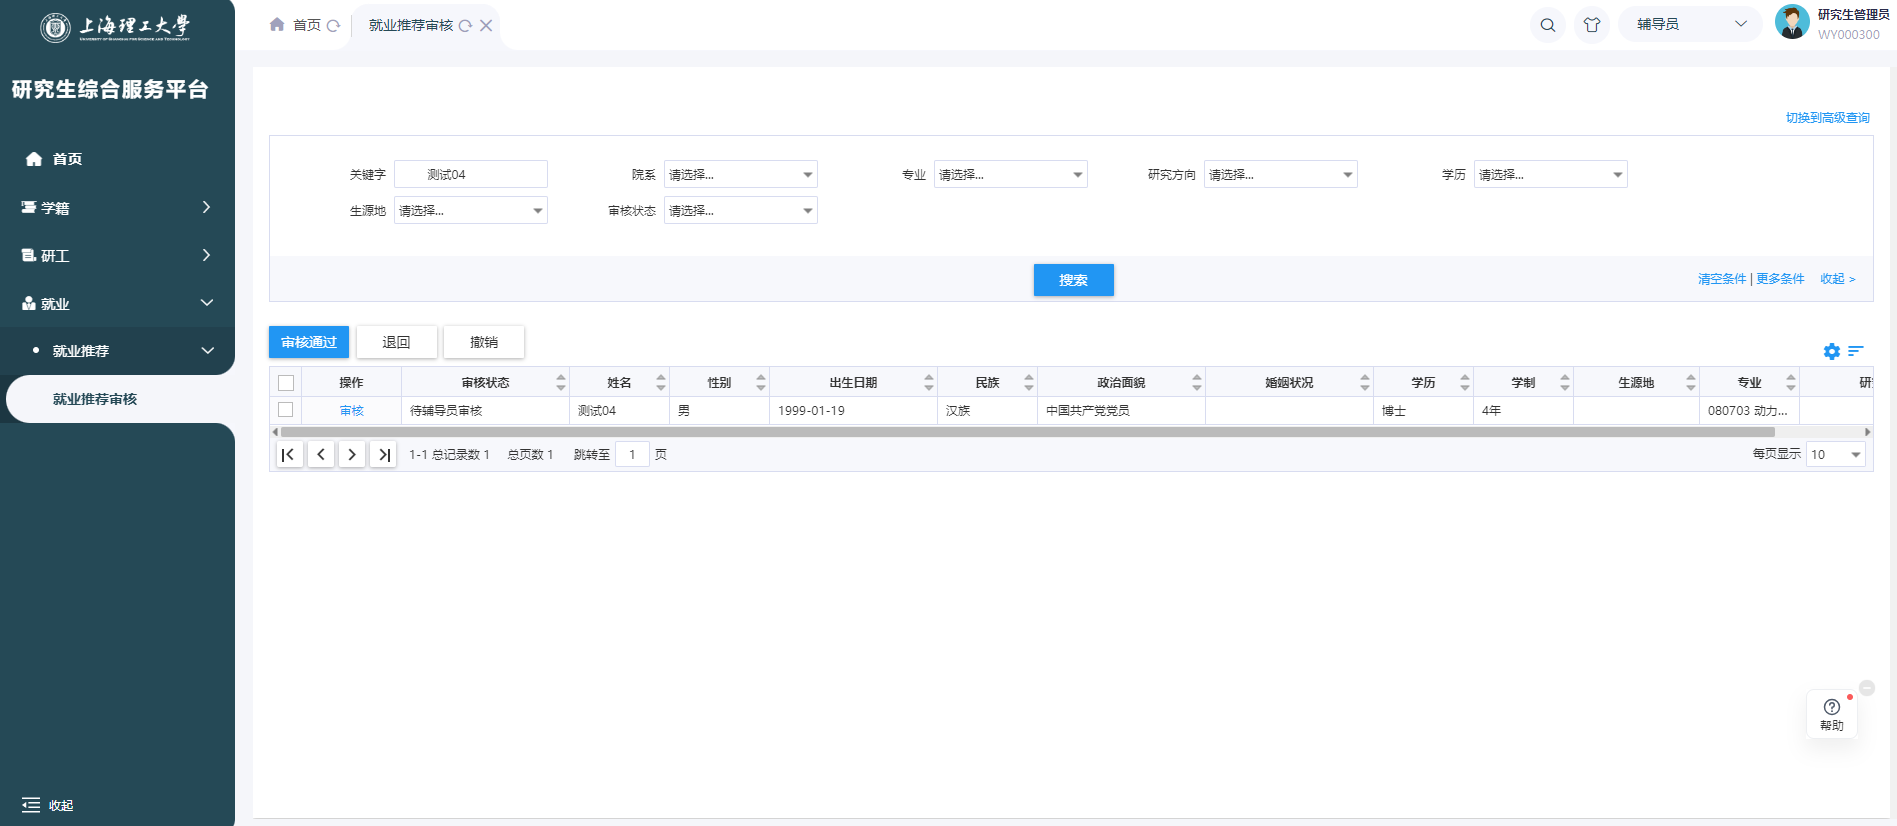 上海理工大學
UNIVERSITY OF SHANGHAI FOR SCIENCE AND TECHNOLOGY
研究生综合服务平台
首页
学籍
研工
就业
就业推荐
就业推荐审核
收起
首页 就业推荐审核
辅导员
研究生管理员
WY000300
切换到高级查询
关键字 测试04 院系 请选择... 专业 请选择... 研究方向 请选择... 学历 请选择...
生源地 请选择... 审核状态 请选择...
搜索
清空条件 | 更多条件 收起 >
审核通过 退回 撤销
操作 审核状态 姓名 性别 出生日期 民族 政治面貌 婚姻状况 学历 学制 生源地 专业
审核 待辅导员审核 测试04 男 1999-01-19 汉族 中国共产党党员 博士 4年 080703 动力...
1-1 总记录数 1 总页数 1 跳转至 1 页 每页显示 10
帮助